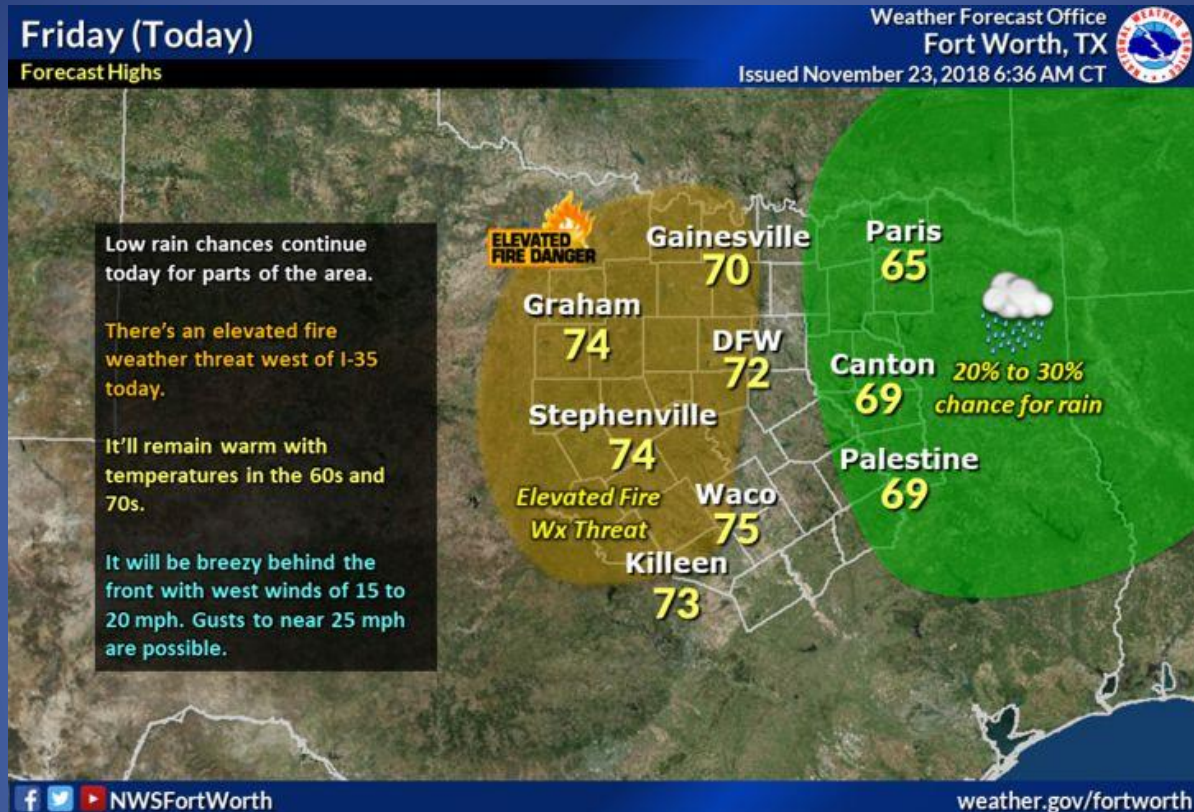 Friday (Today)
Forecast Highs
Weather Forecast Office
Fort Worth, TX
Issued November 23, 2018 6:36 AM CT
NATIONAL WEATHER SERVICE
Low rain chances continue
today for parts of the area.
There's an elevated fire
weather threat west of I-35
today.
It'll remain warm with
temperatures in the 60s and
70s.
It will be breezy behind the
front with west winds of 15 to
20 mph. Gusts to near 25 mph
are possible.
ELEVATED
FIRE DANGER
Gainesville
70
Paris
65
Graham
74
DFW
72
Canton
69
20% to 30%
chance for rain
Stephenville
74
Palestine
69
Elevated Fire
Wx Threat
Waco
75
Killeen
73
NWSFortWorth
weather.gov/fortworth